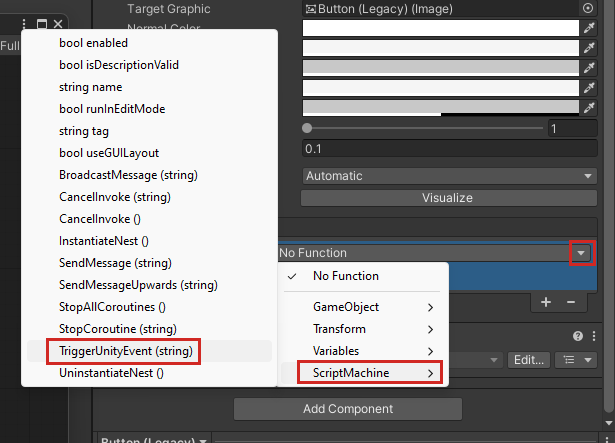 Target Graphic
Button (Legacy) (Image)
Normal Color
Full
bool enabled
bool isDescriptionValid
string name
bool runInEditMode
string tag
bool useGUILayout
BroadcastMessage (string)
CancelInvoke (string)
CancelInvoke ()
InstantiateNest ()
SendMessage (string)
SendMessageUpwards (string)
StopAllCoroutines ()
StopCoroutine (string)
TriggerUnityEvent (string)
UninstantiateNest ()
1
0.1
Automatic
Visualize
No Function
No Function
GameObject
Transform
Variables
ScriptMachine
Edit...
Add Component
Button (Legacy)